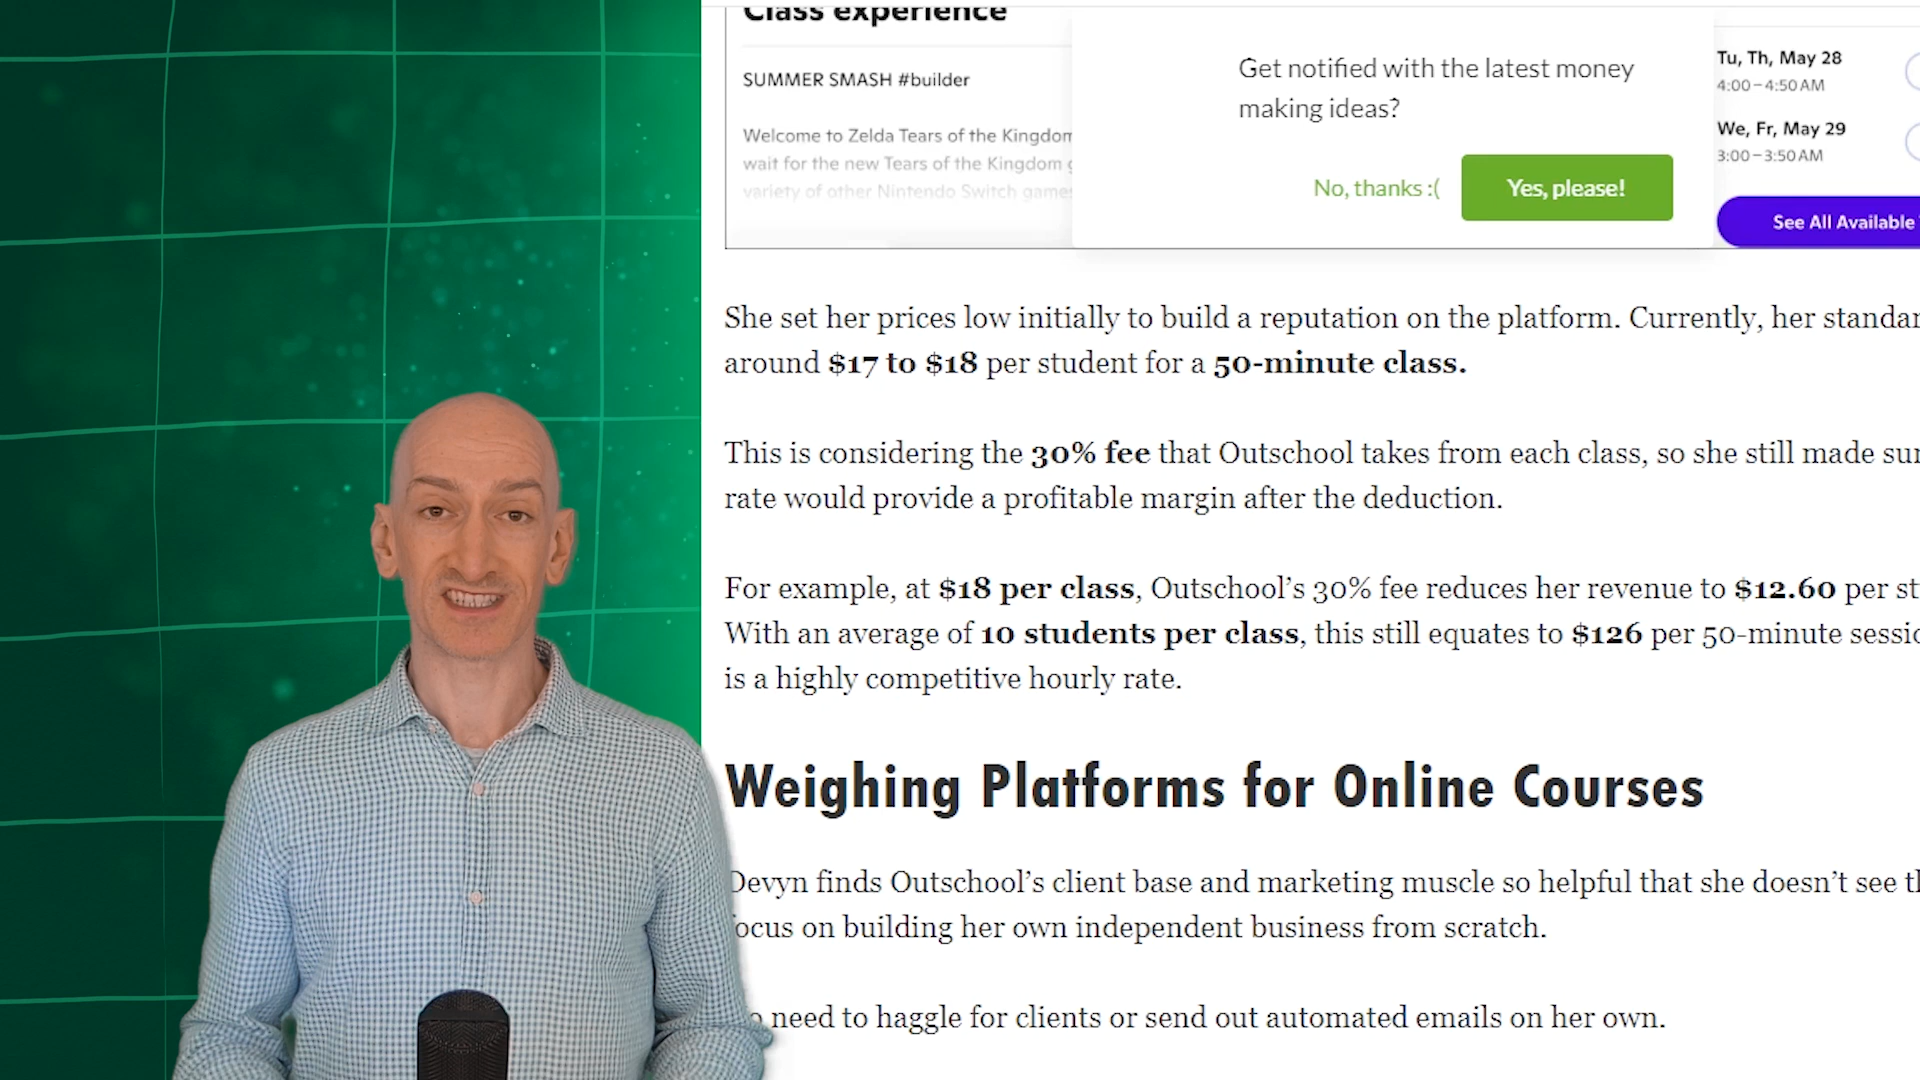 Class experience
SUMMER SMASH #builder
Welcome to Zelda Tears of the Kingdom
wait for the new Tears of the Kingdom
variety of other Nintendo Switch games
Get notified with the latest money
making ideas?
No, thanks :(
Yes, please!
Tu, Th, May 28
4:00–4:50 AM
We, Fr, May 29
3:00–3:50 AM
See All Available
She set her prices low initially to build a reputation on the platform. Currently, her standar
around $17 to $18 per student for a 50-minute class.
This is considering the 30% fee that Outschool takes from each class, so she still made sur
rate would provide a profitable margin after the deduction.
For example, at $18 per class, Outschool’s 30% fee reduces her revenue to $12.60 per st
With an average of 10 students per class, this still equates to $126 per 50-minute sessio
is a highly competitive hourly rate.
Weighing Platforms for Online Courses
Devyn finds Outschool’s client base and marketing muscle so helpful that she doesn’t see th
focus on building her own independent business from scratch.
o need to haggle for clients or send out automated emails on her own.